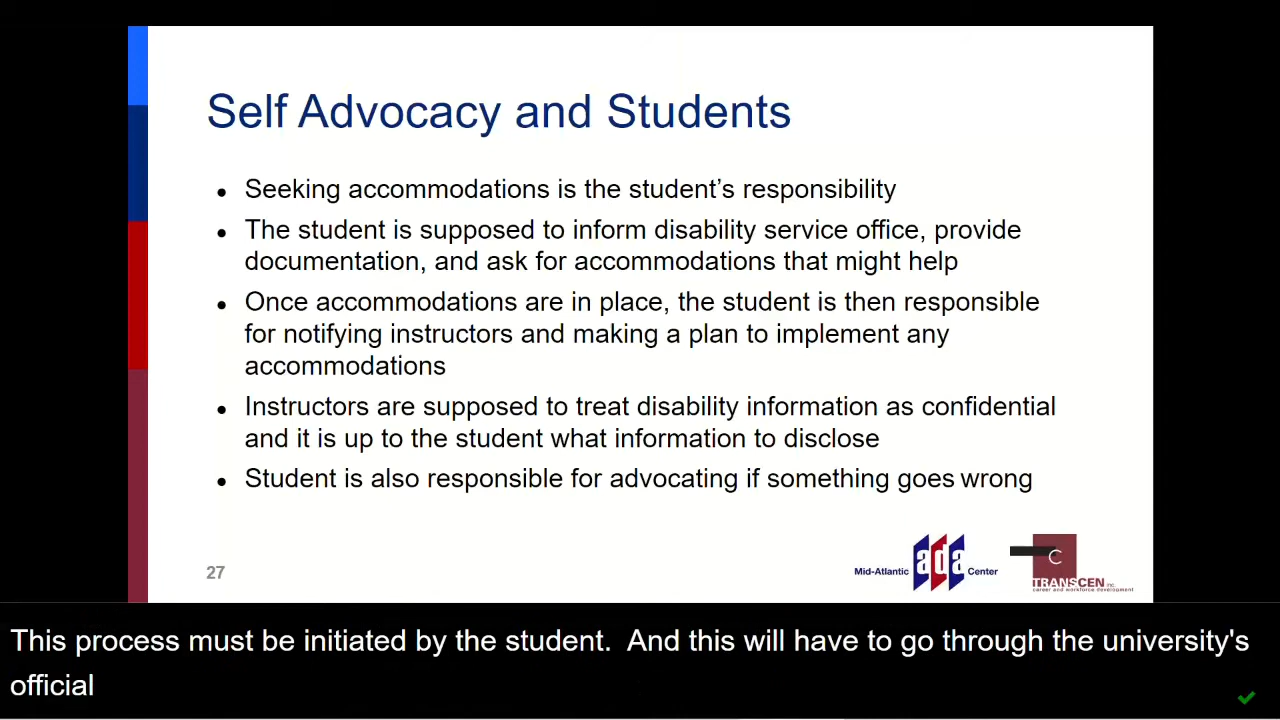 Self Advocacy and Students
• Seeking accommodations is the student’s responsibility
• The student is supposed to inform disability service office, provide
documentation, and ask for accommodations that might help
• Once accommodations are in place, the student is then responsible
for notifying instructors and making a plan to implement any
accommodations
• Instructors are supposed to treat disability information as confidential
and it is up to the student what information to disclose
• Student is also responsible for advocating if something goes wrong
27
Mid-Atlantic ada Center
C
TRANSCEN inc.
career and workforce development
This process must be initiated by the student.  And this will have to go through the university's
official